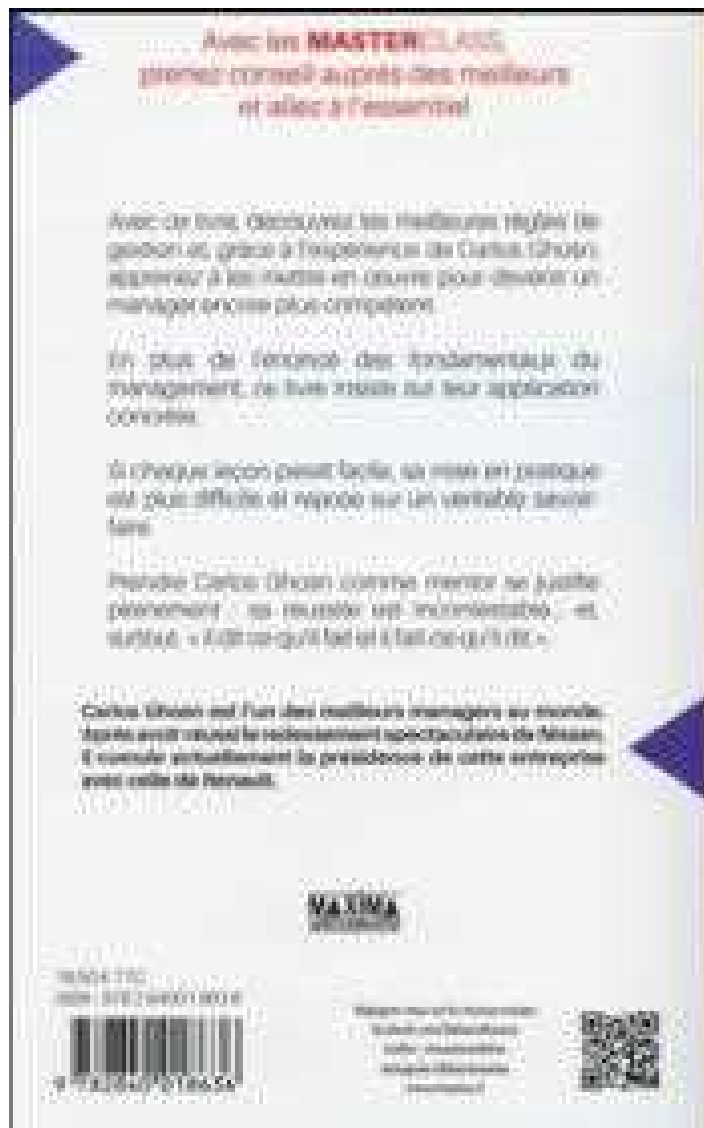 Avec les MASTERCLASS,
prenez conseil auprès des meilleurs
et allez à l'essentiel
Avec ce livre, découvrez les meilleures règles de
gestion et, grâce à l'expérience de Carlos Ghosn,
apprenez à les mettre en œuvre pour devenir un
manager encore plus compétent.
En plus de l'énoncé des fondamentaux du
management, ce livre insiste sur leur application
concrète.
Si chaque leçon paraît facile, sa mise en pratique
est plus difficile et repose sur un véritable savoir-
faire.
Prendre Carlos Ghosn comme mentor se justifie
pleinement : sa réussite est incontestable, et,
surtout, « il dit ce qu'il fait et il fait ce qu'il dit ».
Carlos Ghosn est l'un des meilleurs managers au monde.
Après avoir réussi le redressement spectaculaire de Nissan,
il cumule actuellement la présidence de cette entreprise
avec celle de Renault.
MAXIMA